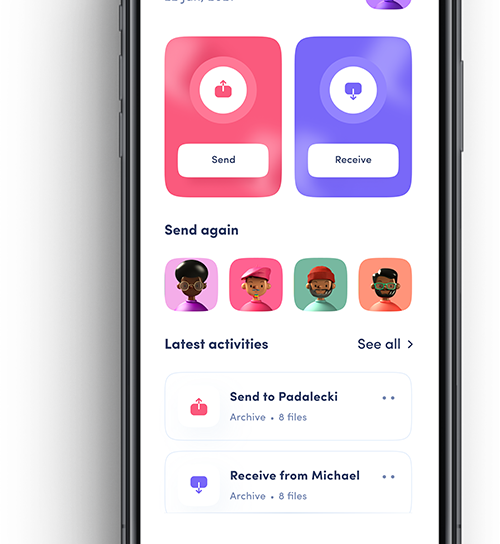 Send
Receive
Send again
Latest activities
See all
Send to Padalecki
Archive • 8 files
Receive from Michael
Archive • 8 files